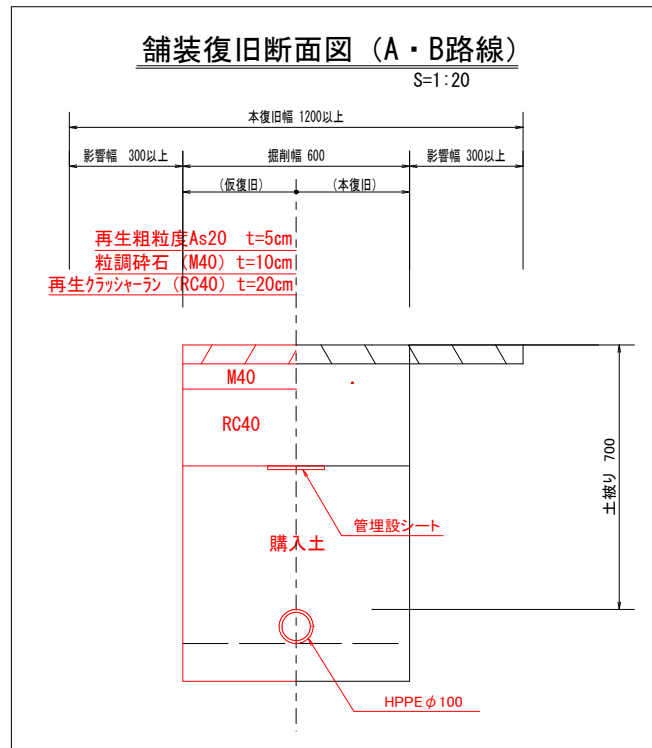 舗装復旧断面図（A・B路線）
S=1:20
本復旧幅 1200以上
影響幅　300以上
掘削幅 600
影響幅 300以上
（仮復旧）
（本復旧）
再生粗粒度As20　t=5cm
粒調砕石（M40）t=10cm
再生ｸﾗｯｼｬｰﾗﾝ（RC40）t=20cm
M40
RC40
土被り 700
管埋設シート
購入土
HPPEφ100